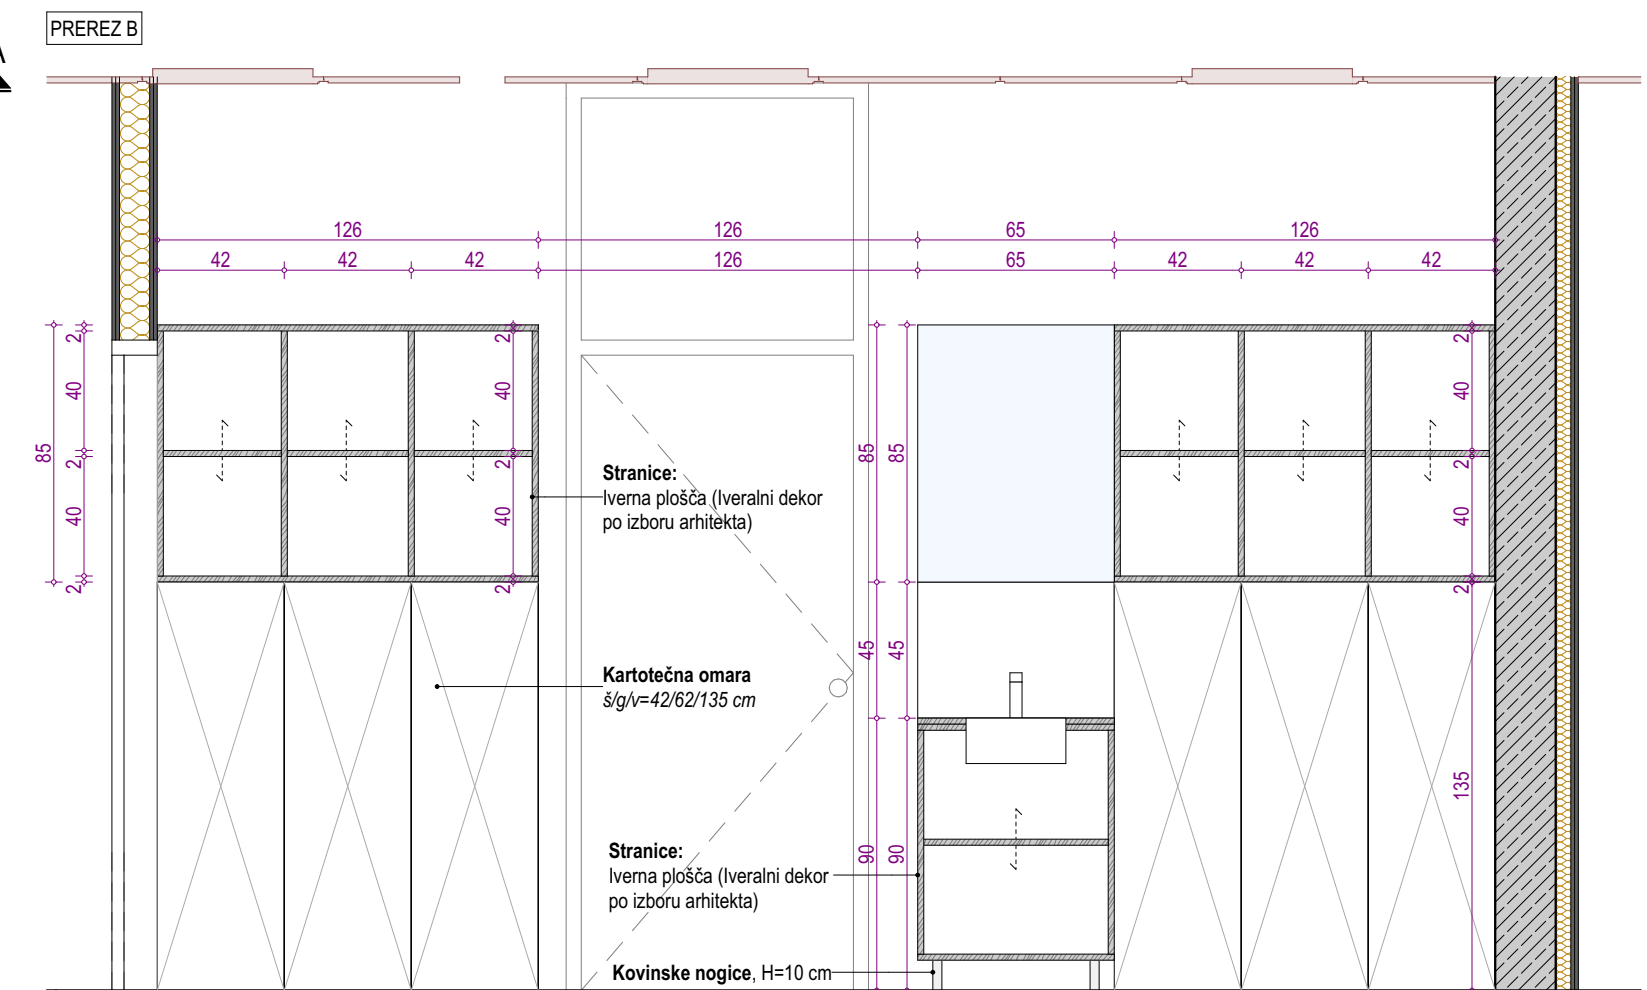 PREREZ B
A
126 126 65 126
42 42 42 126 65 42 42 42
2 2 2
40 40 40
85 85 85
2 2 2
40 40 40
2 2 2
Stranice:
Iverna plošča (Iveralni dekor
po izboru arhitekta)
45 45
Kartotečna omara
š/g/v=42/62/135 cm
135
90 90
Stranice:
Iverna plošča (Iveralni dekor
po izboru arhitekta)
Kovinske nogice, H=10 cm